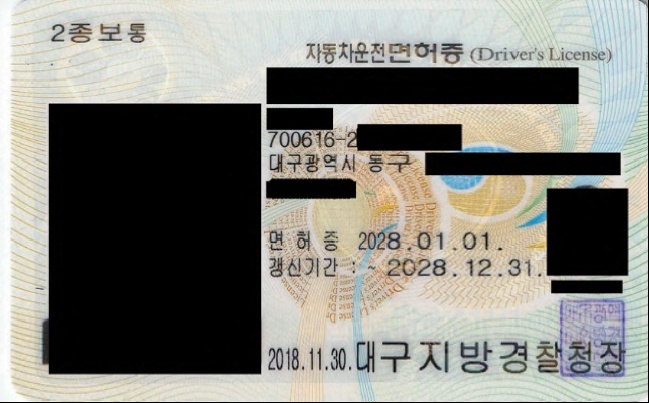 2종보통
자동차운전면허증 (Driver's License)
700616-2
대구광역시 동구
면 허 증 2028.01.01.
갱신기간 : ~ 2028.12.31.
2018.11.30. 대구지방경찰청장